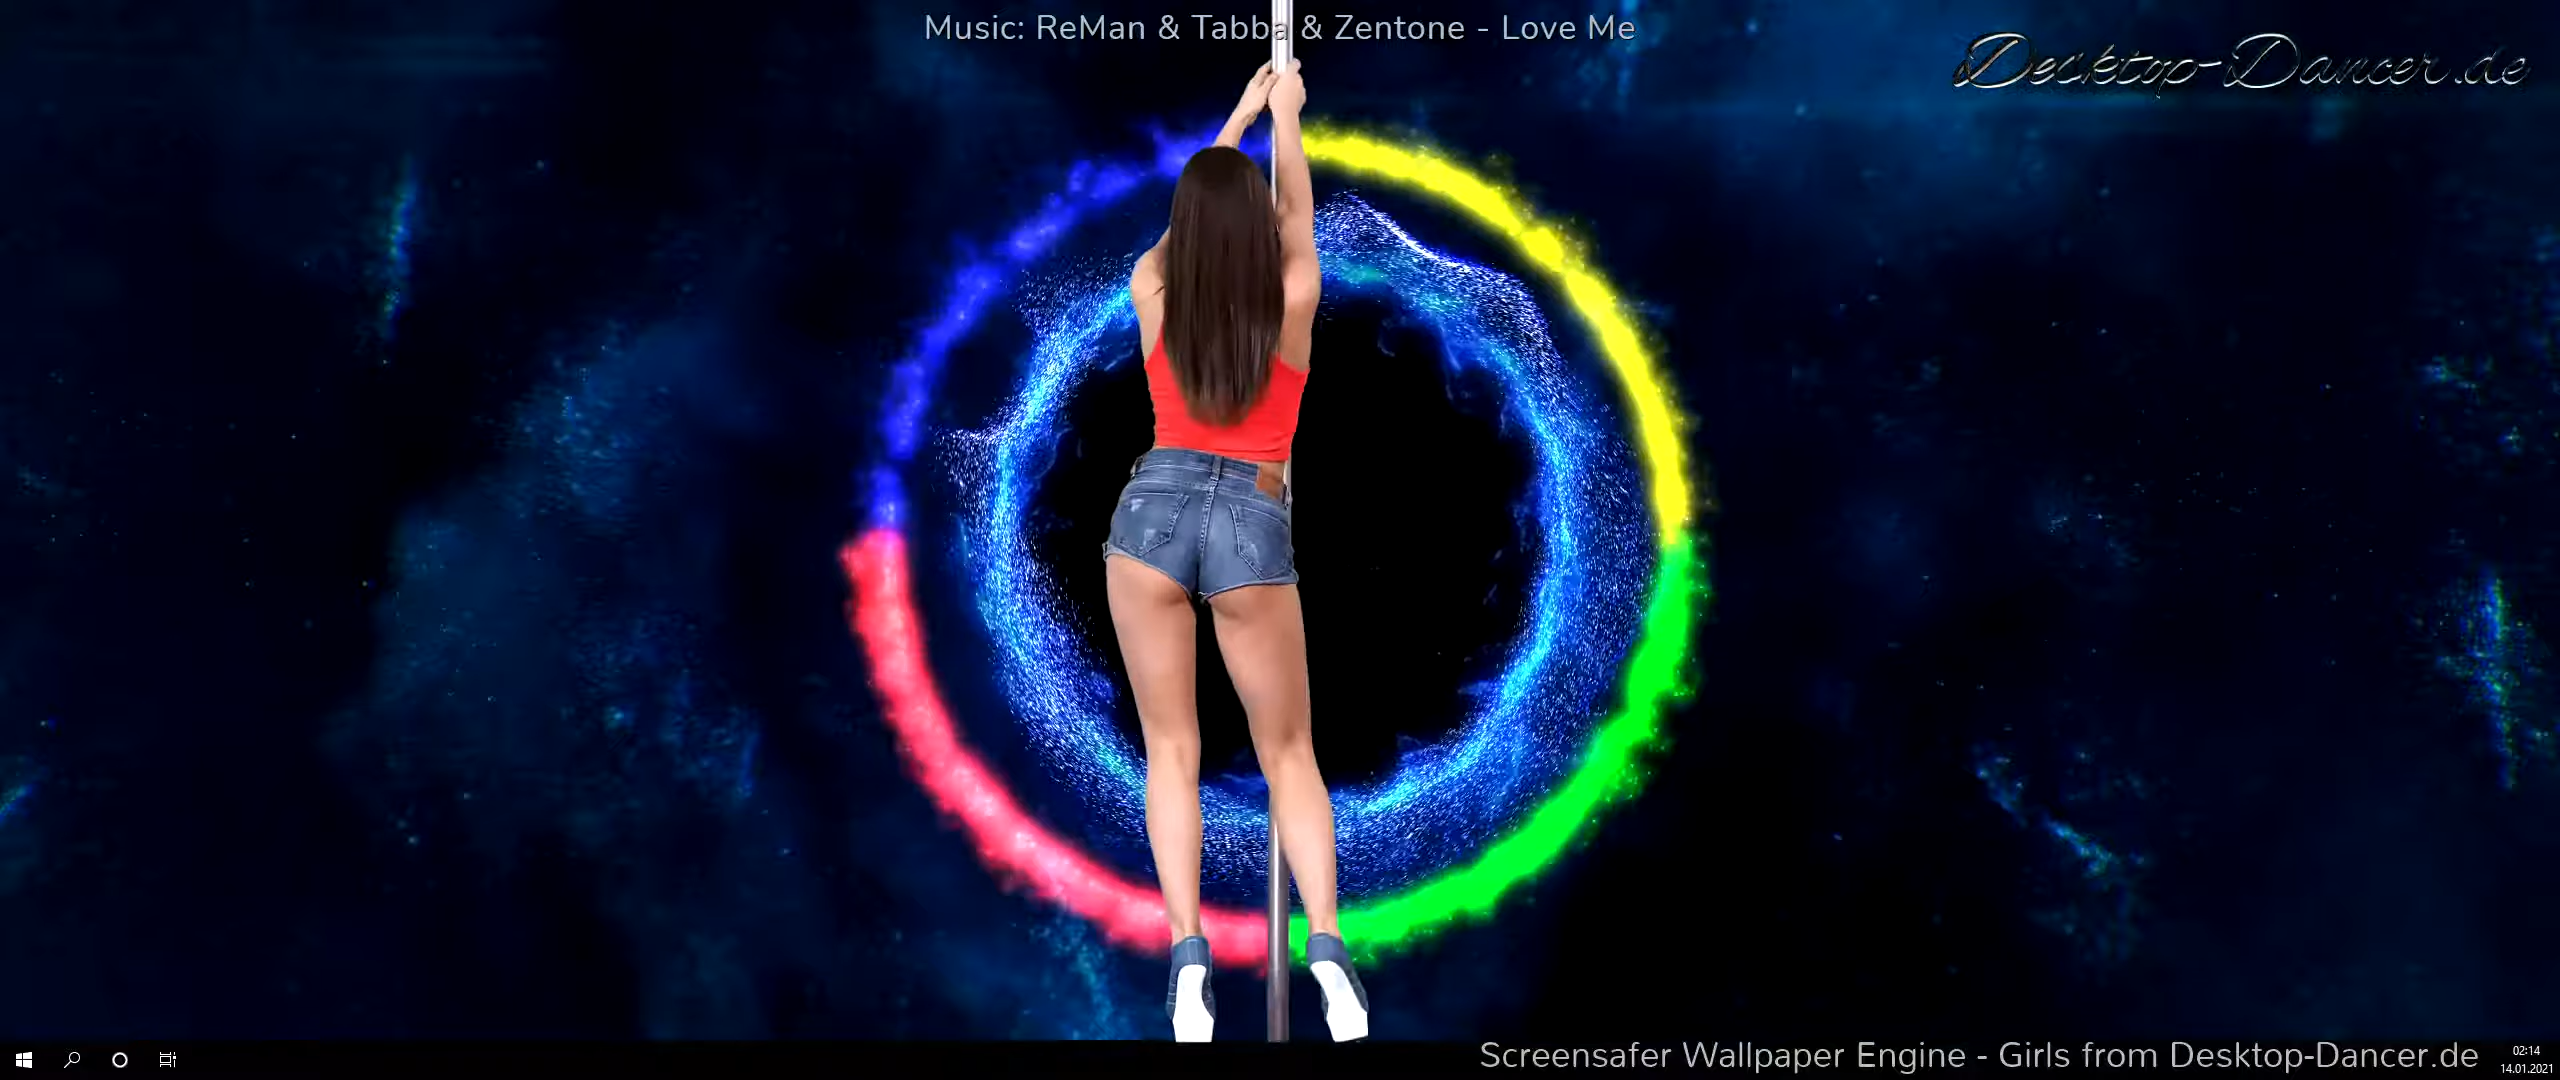 Music: ReMan & Tabba & Zentone - Love Me
Desktop-Dancer.de
Screensafer Wallpaper Engine - Girls from Desktop-Dancer.de
02:14
14.01.2021